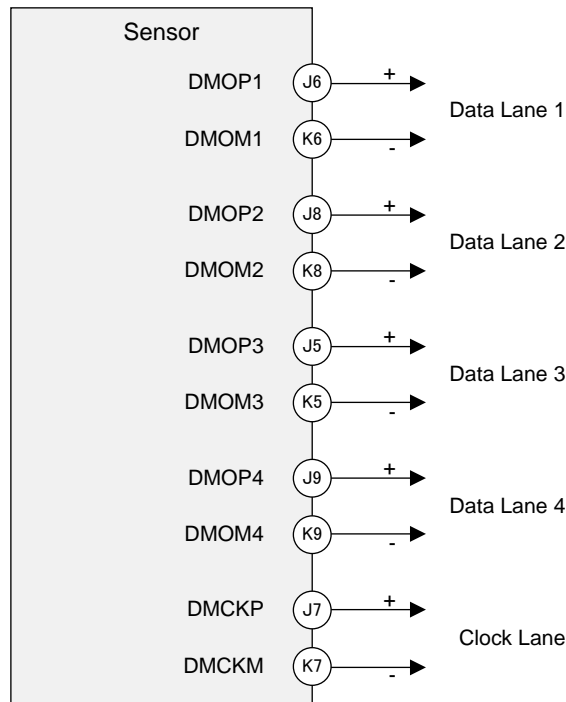 Sensor
DMOP1 J6 +
Data Lane 1
DMOM1 K6 -
DMOP2 J8 +
Data Lane 2
DMOM2 K8 -
DMOP3 J5 +
Data Lane 3
DMOM3 K5 -
DMOP4 J9 +
Data Lane 4
DMOM4 K9 -
DMCKP J7 +
Clock Lane
DMCKM K7 -